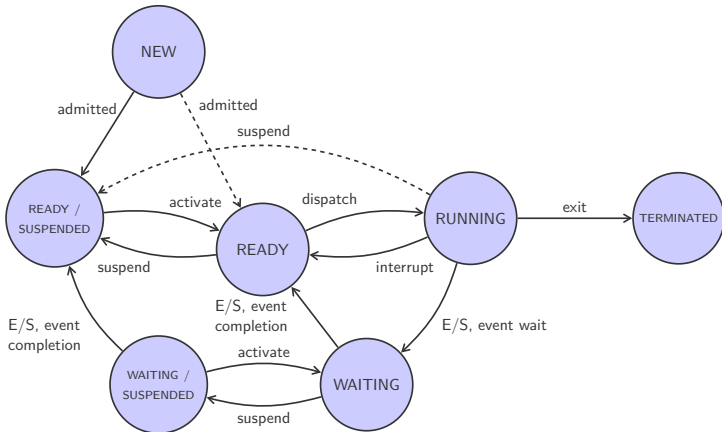 NEW
admitted
admitted
suspend
READY /
SUSPENDED
activate
dispatch
RUNNING
exit
TERMINATED
READY
suspend
interrupt
E/S, event
completion
E/S, event
completion
E/S, event wait
WAITING /
SUSPENDED
activate
WAITING
suspend